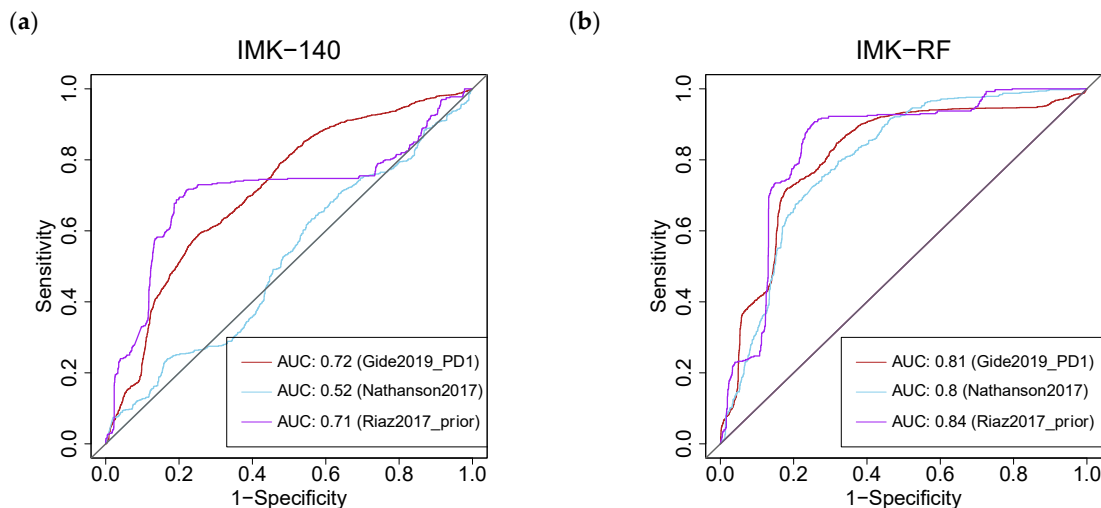 (a)
IMK−140
Sensitivity
1.0
0.8
0.6
0.4
0.2
0.0
AUC: 0.72 (Gide2019_PD1)
AUC: 0.52 (Nathanson2017)
AUC: 0.71 (Riaz2017_prior)
0.0 0.2 0.4 0.6 0.8 1.0
1−Specificity
(b)
IMK−RF
Sensitivity
1.0
0.8
0.6
0.4
0.2
0.0
AUC: 0.81 (Gide2019_PD1)
AUC: 0.8 (Nathanson2017)
AUC: 0.84 (Riaz2017_prior)
0.0 0.2 0.4 0.6 0.8 1.0
1−Specificity